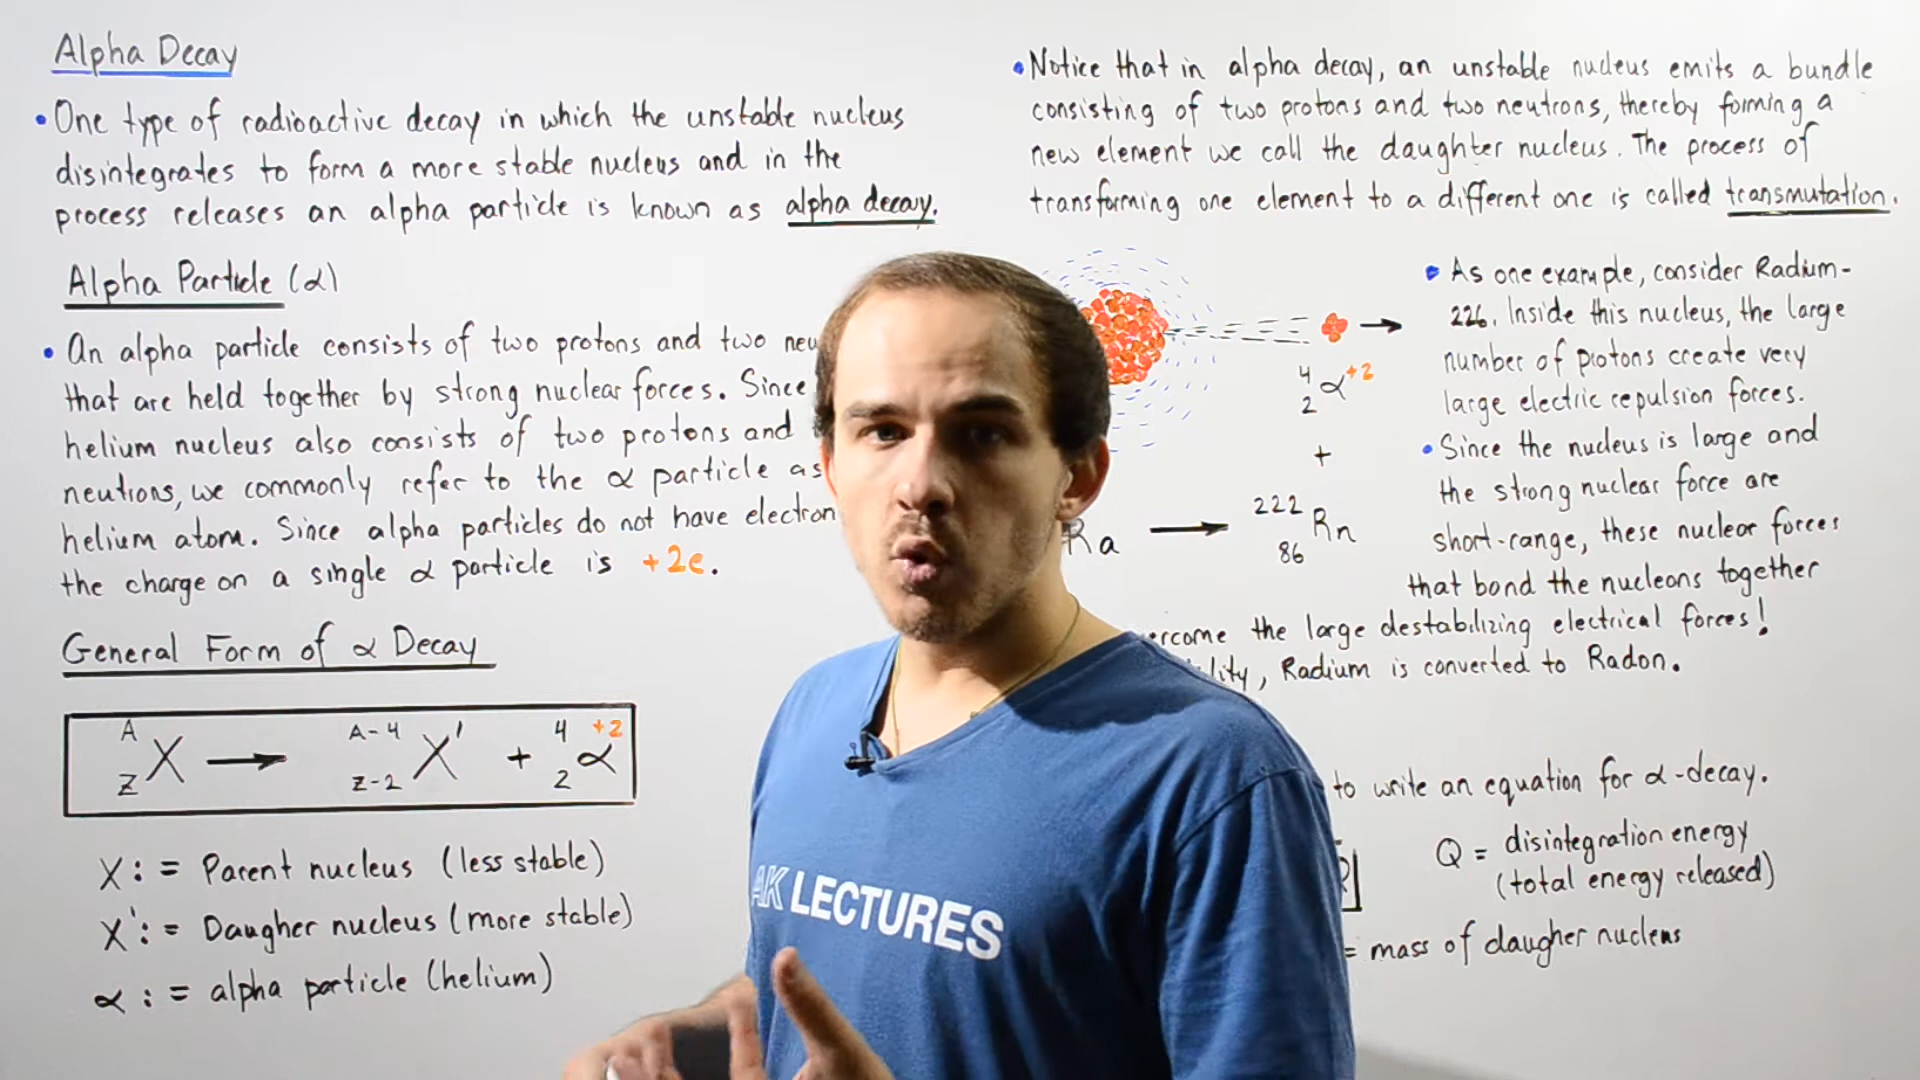 Alpha Decay
• One type of radioactive decay in which the unstable nucleus
disintegrates to form a more stable nucleus and in the
process releases an alpha particle is known as alpha decay.
Alpha Particle (α)
• An alpha particle consists of two protons and two
that are held together by strong nuclear forces. Since
helium nucleus also consists of two protons and
neutrons, we commonly refer to the α particle as
helium atom. Since alpha particles do not have electron
the charge on a single α particle is +2e.
General Form of α Decay
A Z X → A-4 Z-2 X' + 4 2 α +2
X := Parent nucleus (less stable)
X' := Daugher nucleus (more stable)
α := alpha particle (helium)
• Notice that in alpha decay, an unstable nucleus emits a bundle
consisting of two protons and two neutrons, thereby forming a
new element we call the daughter nucleus. The process of
transforming one element to a different one is called transmutation.
4 2 α +2
+
Ra → 222 86 Rn
• As one example, consider Radium-
226. Inside this nucleus, the large
number of protons create very
large electric repulsion forces.
• Since the nucleus is large and
the strong nuclear force are
short-range, these nuclear forces
that bond the nucleons together
the large destabilizing electrical forces!
, Radium is converted to Radon.
to write an equation for α-decay.
Q = disintegration energy
(total energy released)
= mass of daugher nucleus
AK LECTURES